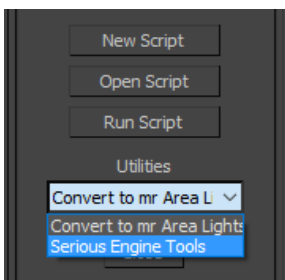 New Script
Open Script
Run Script
Utilities
Convert to mr Area Li
Convert to mr Area Lights
Serious Engine Tools